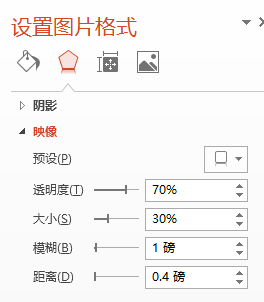 设置图片格式
阴影
映像
预设(P)
透明度(T) 70%
大小(S) 30%
模糊(B) 1 磅
距离(D) 0.4 磅